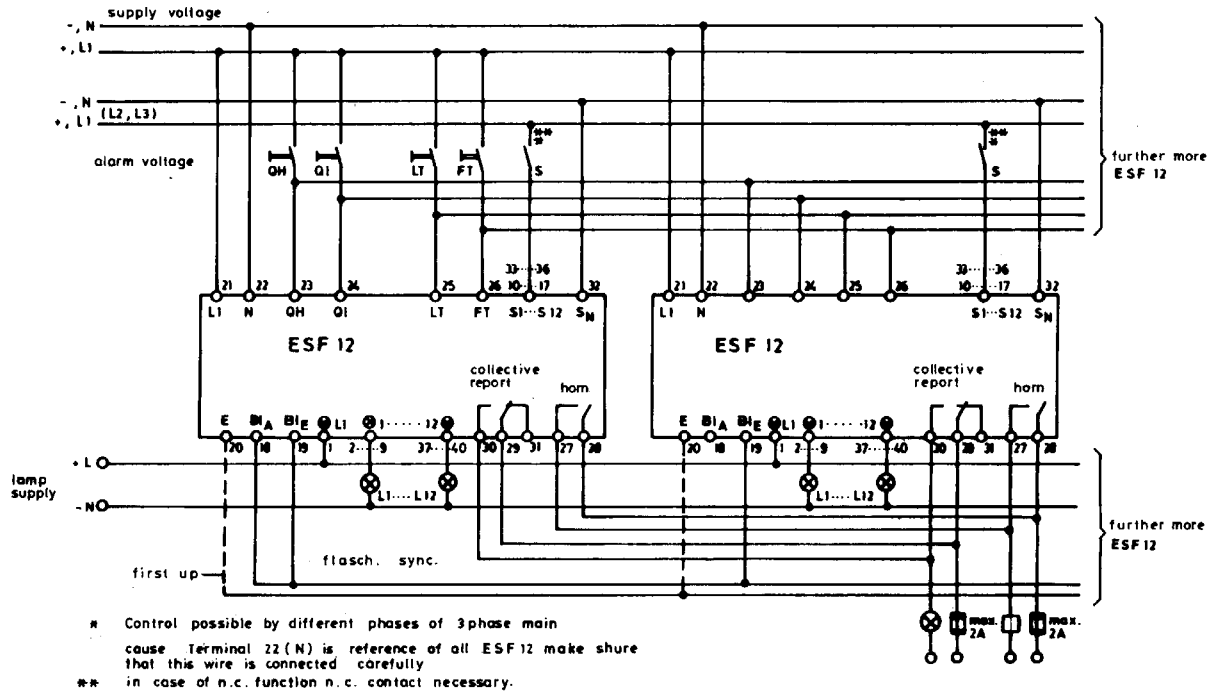 supply voltage
-, N
+, L1
-, N
(L2, L3)
+, L1
alarm voltage
QH
Q1
LT
FT
**
*
S
**
*
S
further more
ESF 12
33·····36
10·····17
33·····36
10·····17
21
22
23
24
25
26
32
21
22
23
24
25
26
32
L1
N
QH
Q1
LT
FT
S1···S12
SN
L1
N
S1···S12
SN
ESF 12
ESF 12
collective
report
horn
collective
report
horn
E
BIA
BIE
L1
1······12
E
BIA
BIE
L1
1······12
20
18
19
1
2···9
37···40
30
29
31
27
28
20
18
19
1
2···9
37···40
30
28
31
27
28
+L
lamp
supply
-N
L1····L12
L1····L12
further more
ESF 12
first up
flasch. sync.
max.
2A
max.
2A
* Control possible by different phases of 3phase main
cause Terminal 22 (N) is reference of all ESF12 make shure
that this wire is connected carefully
** in case of n.c. function n.c. contact necessary.